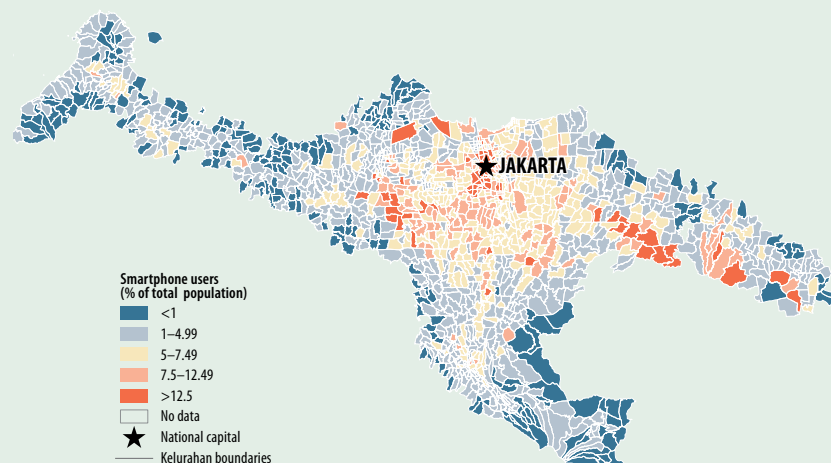 JAKARTA
Smartphone users
(% of total population)
<1
1–4.99
5–7.49
7.5–12.49
>12.5
No data
National capital
Kelurahan boundaries